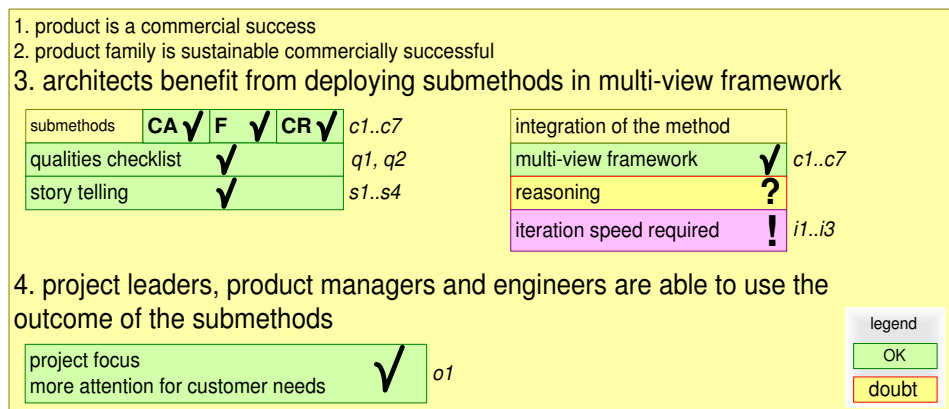 1. product is a commercial success
2. product family is sustainable commercially successful
3. architects benefit from deploying submethods in multi-view framework
submethods CA √ F √ CR √ c1..c7
qualities checklist √ q1, q2
story telling √ s1..s4
integration of the method
multi-view framework √ c1..c7
reasoning ?
iteration speed required ! i1..i3
4. project leaders, product managers and engineers are able to use the
outcome of the submethods
project focus
more attention for customer needs √ o1
legend
OK
doubt